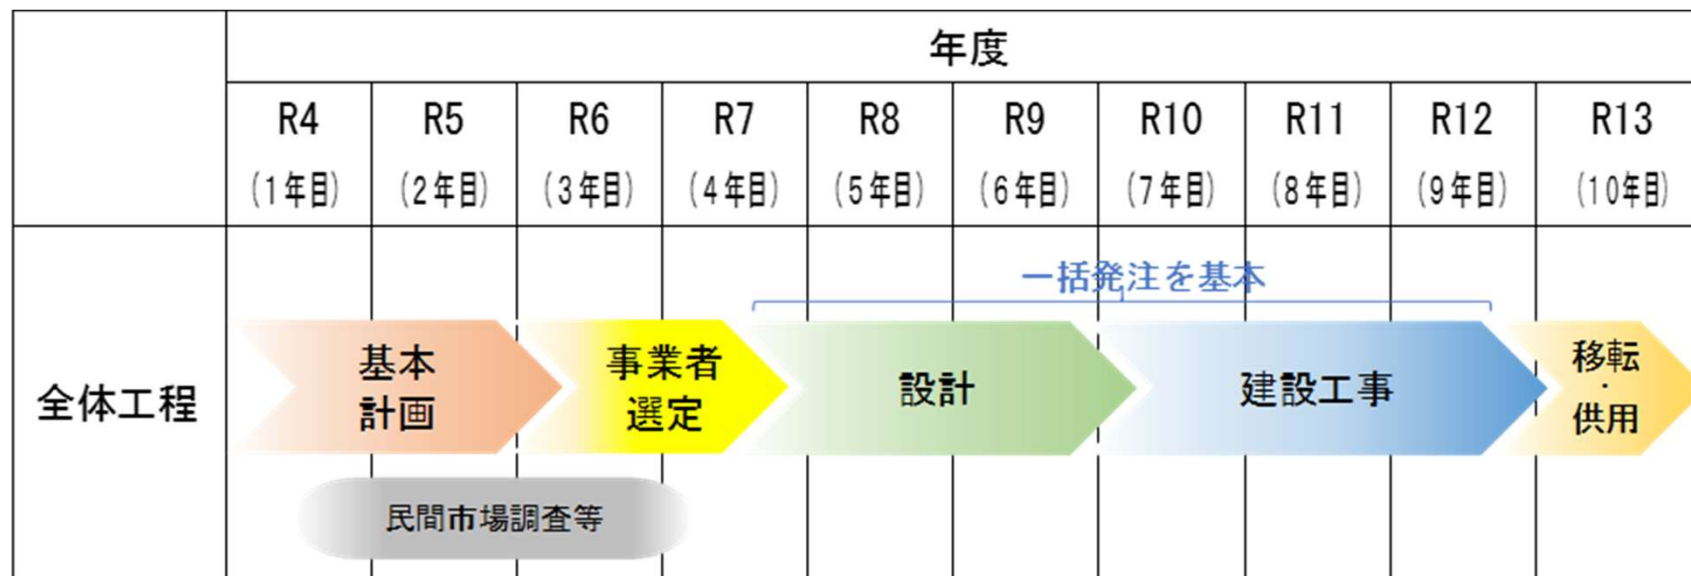 年度
R4 R5 R6 R7 R8 R9 R10 R11 R12 R13
(1年目) (2年目) (3年目) (4年目) (5年目) (6年目) (7年目) (8年目) (9年目) (10年目)
全体工程
一括発注を基本
基本
計画
事業者
選定
設計
建設工事
移転
・
供用
民間市場調査等